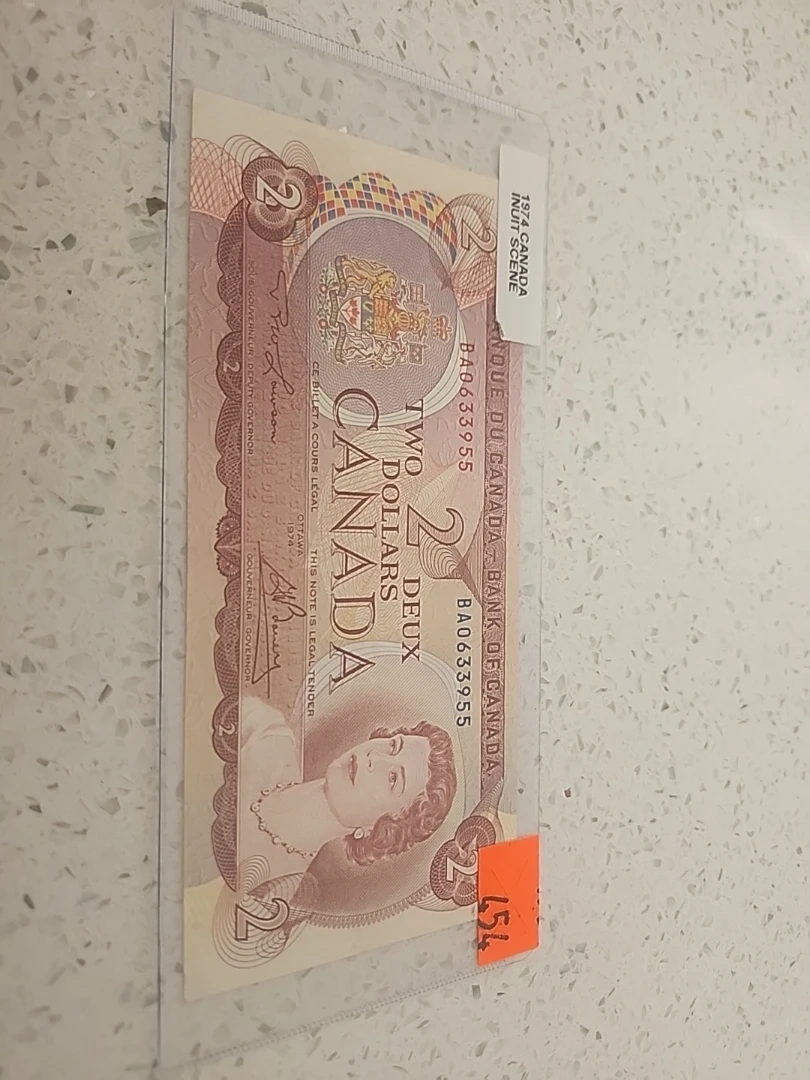 1974 CANADA
INUIT SCENE
BANQUE DU CANADA – BANK OF CANADA
2
BA0633955
BA0633955
2
TWO
2
DEUX
DOLLARS
CANADA
CE BILLET A COURS LÉGAL
THIS NOTE IS LEGAL TENDER
OTTAWA
1974
2
SOUS-GOUVERNEUR · DEPUTY GOVERNOR
GOUVERNEUR · GOVERNOR
2
2
2
454